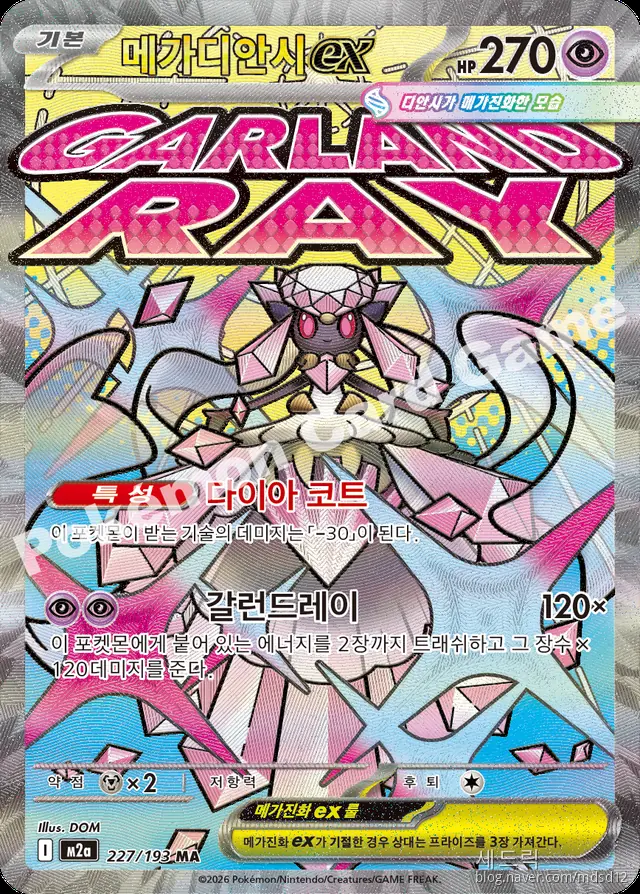 기본 메가디안시ex HP 270
디안시가 메가진화한 모습
GARLAND
RAY
Pokémon Card Game
특성 다이아 코트
이 포켓몬이 받는 기술의 데미지는 「-30」이 된다.
갈런드레이 120×
이 포켓몬에게 붙어 있는 에너지를 2장까지 트래쉬하고 그 장수 ×
120데미지를 준다.
약점 ×2 저항력 후퇴
메가진화 ex 룰
메가진화 ex가 기절한 경우 상대는 프라이즈를 3장 가져간다.
Illus. DOM
I m2a 227/193 MA
세드릭
blog.naver.com/mdsd12
©2026 Pokémon/Nintendo/Creatures/GAME FREAK.